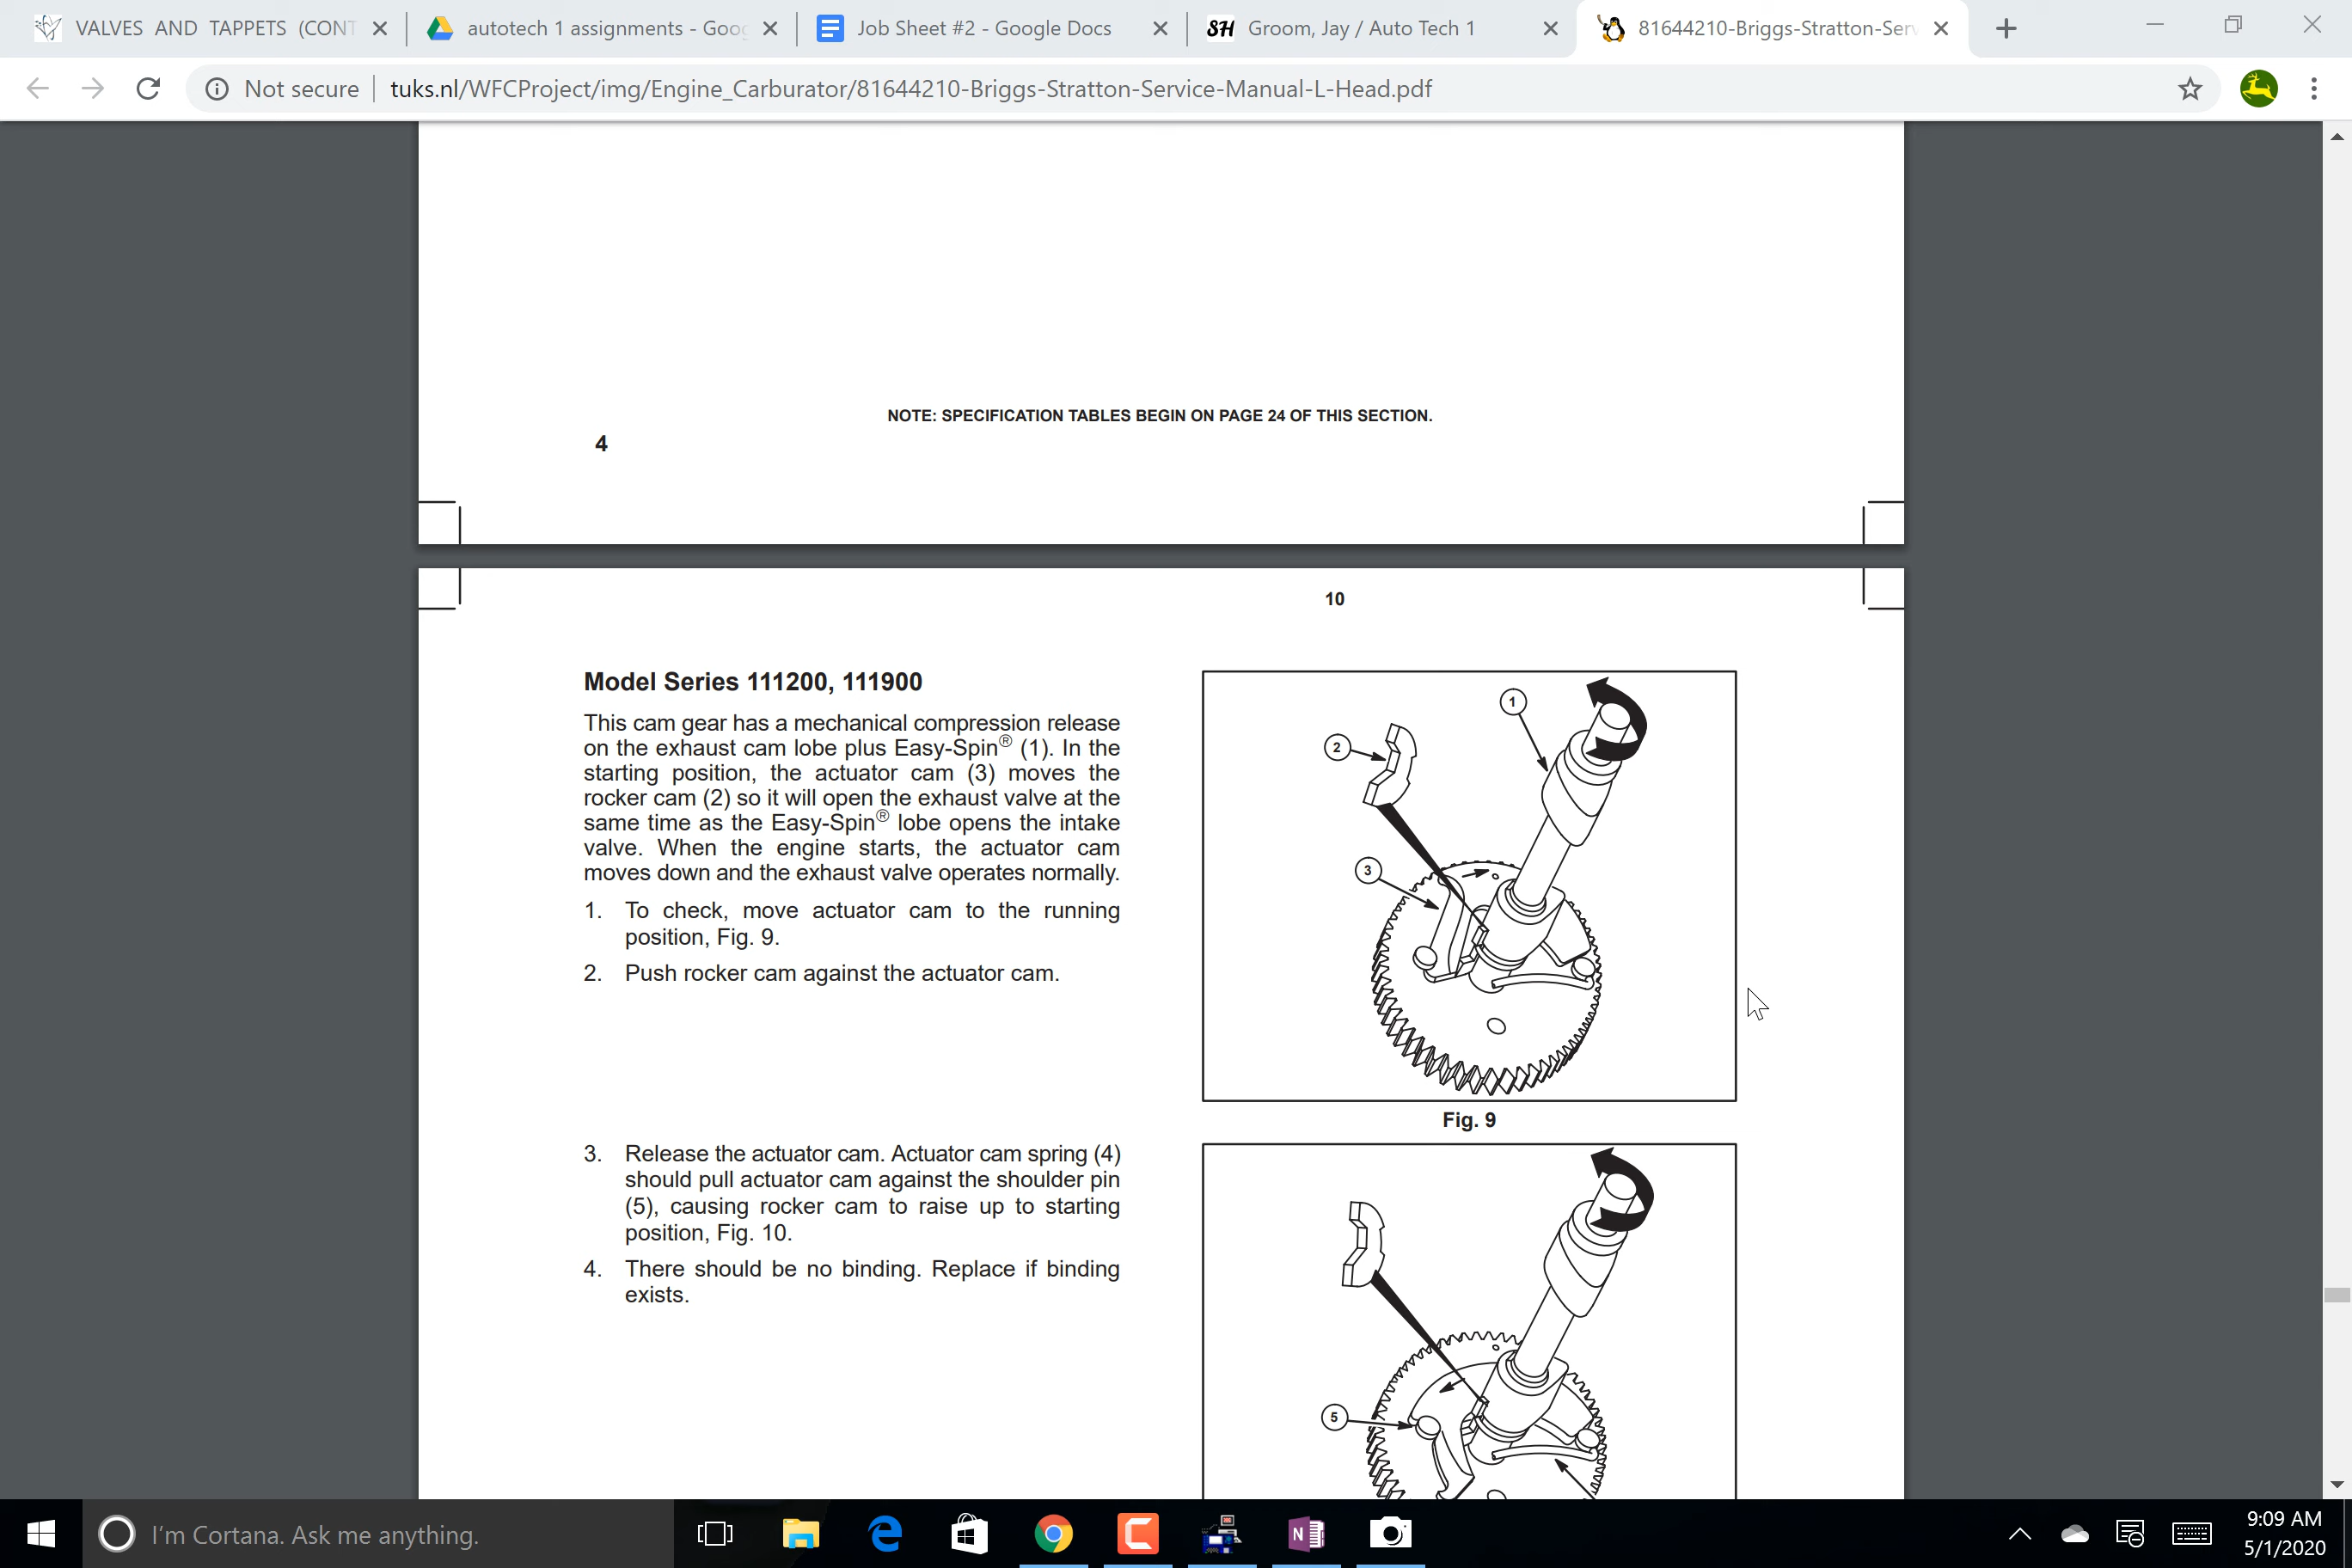 VALVES AND TAPPETS (CONT
autotech 1 assignments - Goog
Job Sheet #2 - Google Docs
SH Groom, Jay / Auto Tech 1
81644210-Briggs-Stratton-Serv
Not secure
tuks.nl/WFCProject/img/Engine_Carburator/81644210-Briggs-Stratton-Service-Manual-L-Head.pdf
NOTE: SPECIFICATION TABLES BEGIN ON PAGE 24 OF THIS SECTION.
4
10
Model Series 111200, 111900
This cam gear has a mechanical compression release
on the exhaust cam lobe plus Easy-Spin® (1). In the
starting position, the actuator cam (3) moves the
rocker cam (2) so it will open the exhaust valve at the
same time as the Easy-Spin® lobe opens the intake
valve. When the engine starts, the actuator cam
moves down and the exhaust valve operates normally.
1. To check, move actuator cam to the running
position, Fig. 9.
2. Push rocker cam against the actuator cam.
1
2
3
Fig. 9
3. Release the actuator cam. Actuator cam spring (4)
should pull actuator cam against the shoulder pin
(5), causing rocker cam to raise up to starting
position, Fig. 10.
4. There should be no binding. Replace if binding
exists.
5
I'm Cortana. Ask me anything.
N
9:09 AM
5/1/2020